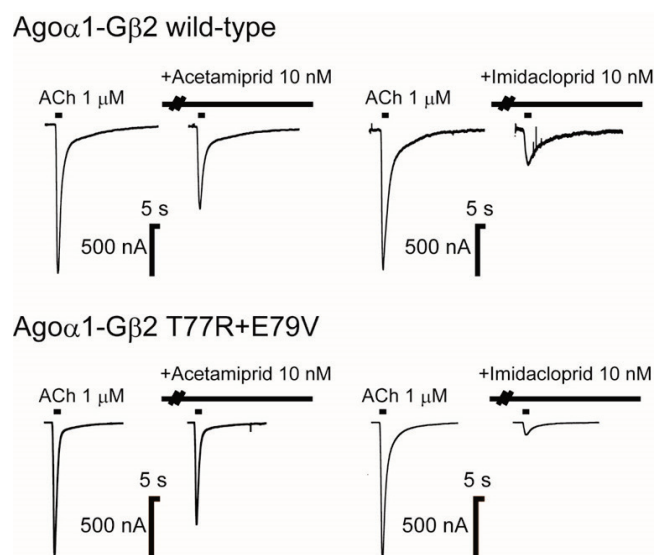 Agoα1-Gβ2 wild-type
+Acetamiprid 10 nM
+Imidacloprid 10 nM
ACh 1 μM
ACh 1 μM
5 s
500 nA
5 s
500 nA
Agoα1-Gβ2 T77R+E79V
+Acetamiprid 10 nM
+Imidacloprid 10 nM
ACh 1 μM
ACh 1 μM
5 s
500 nA
5 s
500 nA